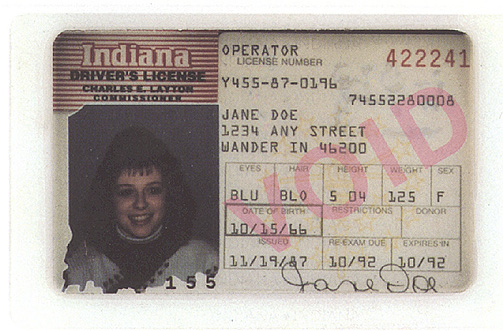 Indiana
DRIVER'S LICENSE
CHARLES E. LAYTON
COMMISSIONER
OPERATOR
LICENSE NUMBER
422241
Y455-87-0196
74552280008
JANE DOE
1234 ANY STREET
WANDER IN 46200
VOID
EYES HAIR HEIGHT WEIGHT SEX
BLU BLO 5 04 125 F
DATE OF BIRTH RESTRICTIONS DONOR
10/15/66
ISSUED RE-EXAM DUE EXPIRES IN
11/19/87 10/92 10/92
155
Jane Doe